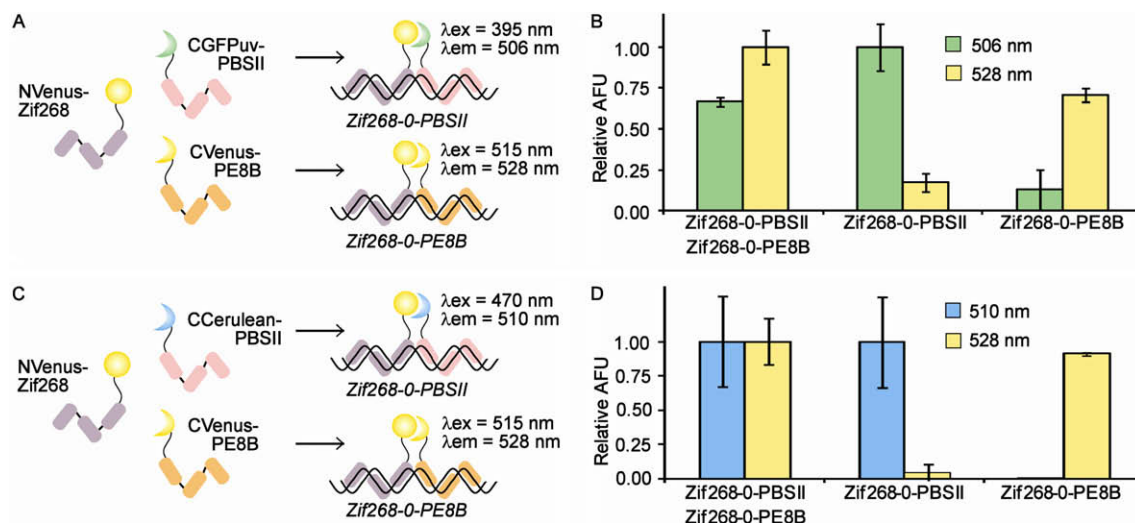 A
NVenus-
Zif268
CGFPuv-
PBSII
λex = 395 nm
λem = 506 nm
Zif268-0-PBSII
CVenus-
PE8B
λex = 515 nm
λem = 528 nm
Zif268-0-PE8B
B
Relative AFU
1.00
0.75
0.50
0.25
0.00
506 nm
528 nm
Zif268-0-PBSII
Zif268-0-PE8B
Zif268-0-PBSII
Zif268-0-PE8B
C
NVenus-
Zif268
CCerulean-
PBSII
λex = 470 nm
λem = 510 nm
Zif268-0-PBSII
CVenus-
PE8B
λex = 515 nm
λem = 528 nm
Zif268-0-PE8B
D
Relative AFU
1.00
0.75
0.50
0.25
0.00
510 nm
528 nm
Zif268-0-PBSII
Zif268-0-PE8B
Zif268-0-PBSII
Zif268-0-PE8B